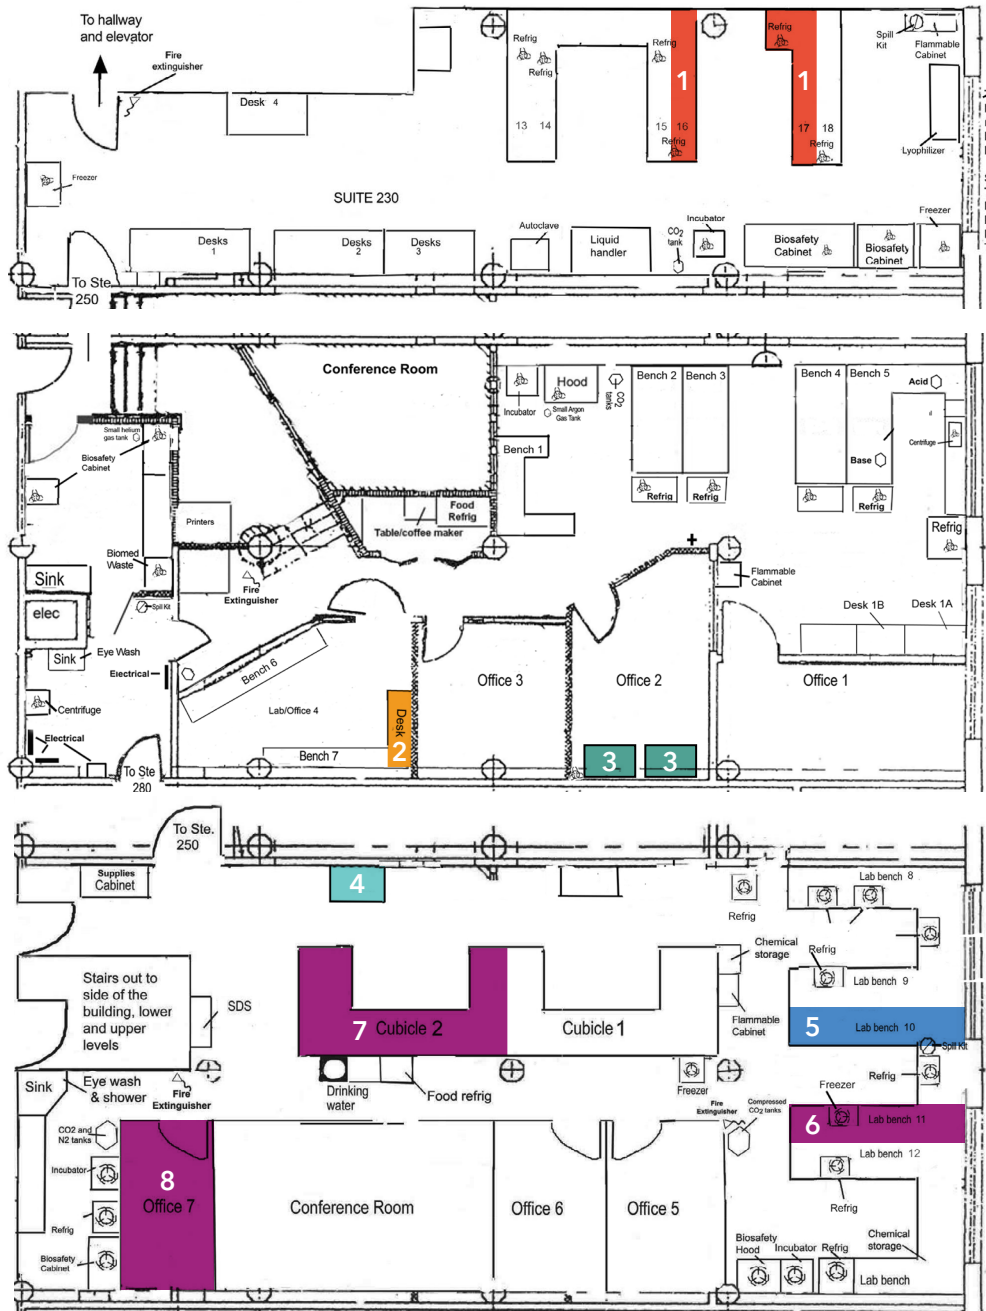 To hallway
and elevator
Fire
extinguisher
Desk 4
Refrig
Refrig
Refrig
Refrig
Spill
Kit
Flammable
Cabinet
1
1
13
14
15
16
17
18
Refrig
Refrig
Lyophilizer
Freezer
SUITE 230
Desks
1
Desks
2
Desks
3
Autoclave
Liquid
handler
CO2
tank
Incubator
Biosafety
Cabinet
Biosafety
Cabinet
Freezer
To Ste.
250
Conference Room
Incubator
Hood
Small Argon
Gas Tank
CO2
tanks
Bench 2
Bench 3
Bench 4
Bench 5
Acid
Small helium
gas tank
Biosafety
Cabinet
Bench 1
Centrifuge
Base
Refrig
Refrig
Refrig
Refrig
Printers
Food
Refrig
Table/coffee maker
Biomed
Waste
Fire
Extinguisher
Flammable
Cabinet
Sink
elec
Spill Kit
Desk 1B
Desk 1A
Sink
Eye Wash
Electrical
Bench 6
Centrifuge
Lab/Office 4
Desk
2
Office 3
Office 2
Office 1
Electrical
Bench 7
3
3
To Ste
280
To Ste.
250
Supplies
Cabinet
4
Refrig
Lab bench 8
Chemical
storage
Refrig
Lab bench 9
Stairs out to
side of the
building, lower
and upper
levels
SDS
7
Cubicle 2
Cubicle 1
Flammable
Cabinet
5
Lab bench 10
Spill Kit
Sink
Eye wash
& shower
Fire
Extinguisher
Drinking
water
Food refrig
Freezer
Refrig
Freezer
Fire
Extinguisher
Compressed
CO2 tanks
6
Lab bench 11
CO2 and
N2 tanks
Lab bench 12
Incubator
8
Office 7
Conference Room
Office 6
Office 5
Refrig
Refrig
Biosafety
Cabinet
Biosafety
Hood
Incubator
Refrig
Chemical
storage
Lab bench